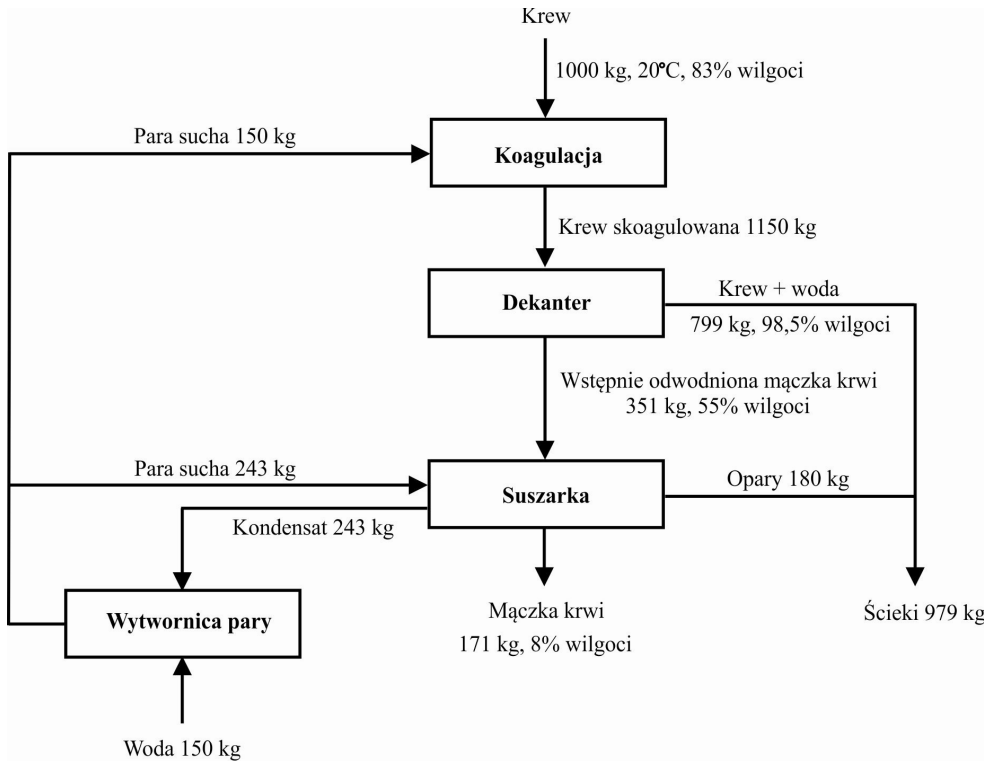 Krew
1000 kg, 20°C, 83% wilgoci
Para sucha 150 kg
Koagulacja
Krew skoagulowana 1150 kg
Dekanter
Krew + woda
799 kg, 98,5% wilgoci
Wstępnie odwodniona mączka krwi
351 kg, 55% wilgoci
Para sucha 243 kg
Suszarka
Opary 180 kg
Kondensat 243 kg
Wytwornica pary
Mączka krwi
171 kg, 8% wilgoci
Ścieki 979 kg
Woda 150 kg